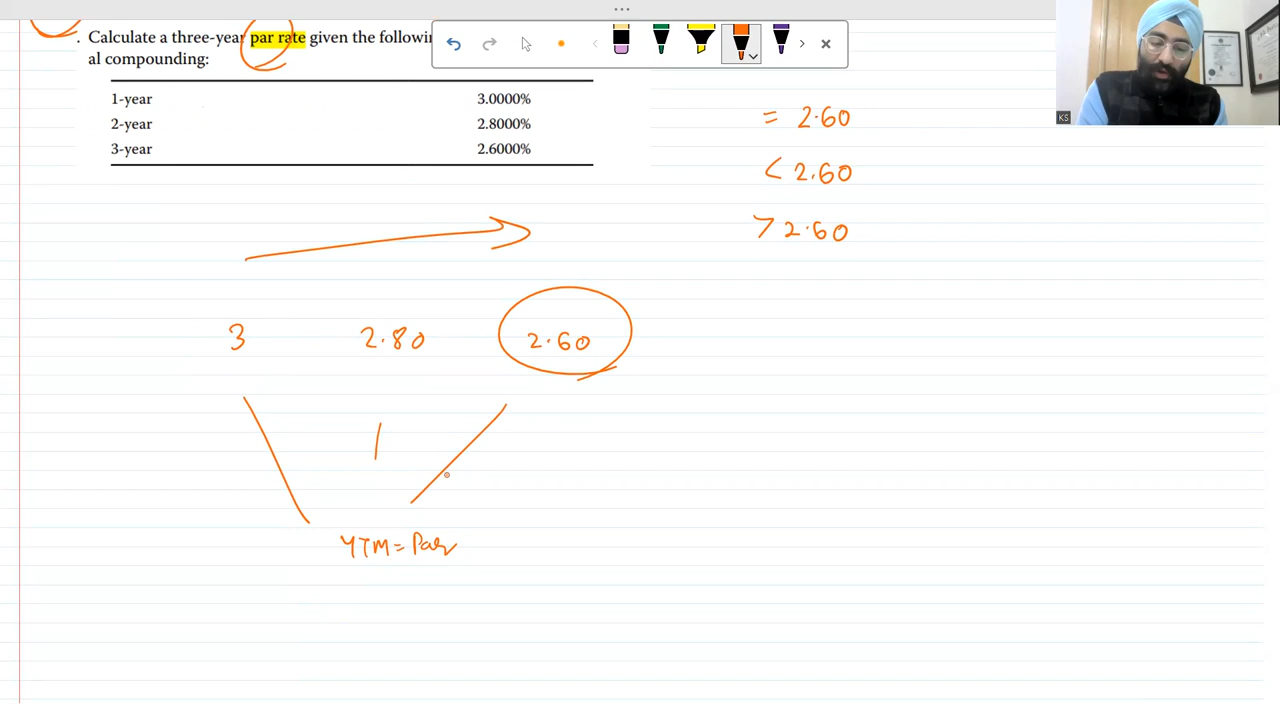 . Calculate a three-year par rate given the followin
al compounding:
1-year 3.0000%
2-year 2.8000%
3-year 2.6000%
= 2.60
< 2.60
> 2.60
3 2.80 2.60
YTM = Par
KS